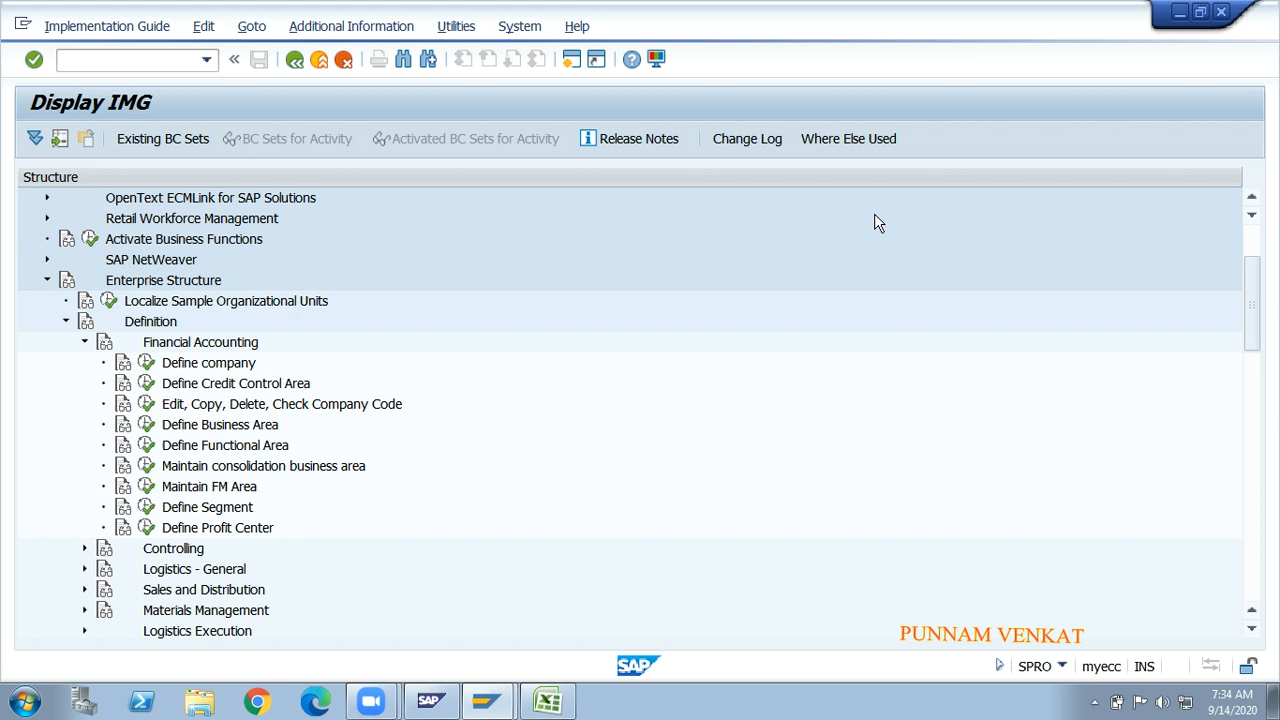 Implementation Guide Edit Goto Additional Information Utilities System Help
Display IMG
Existing BC Sets BC Sets for Activity Activated BC Sets for Activity Release Notes Change Log Where Else Used
Structure
OpenText ECMLink for SAP Solutions
Retail Workforce Management
Activate Business Functions
SAP NetWeaver
Enterprise Structure
Localize Sample Organizational Units
Definition
Financial Accounting
Define company
Define Credit Control Area
Edit, Copy, Delete, Check Company Code
Define Business Area
Define Functional Area
Maintain consolidation business area
Maintain FM Area
Define Segment
Define Profit Center
Controlling
Logistics - General
Sales and Distribution
Materials Management
Logistics Execution
PUNNAM VENKAT
SAP SPRO myecc INS
SAP
7:34 AM
9/14/2020